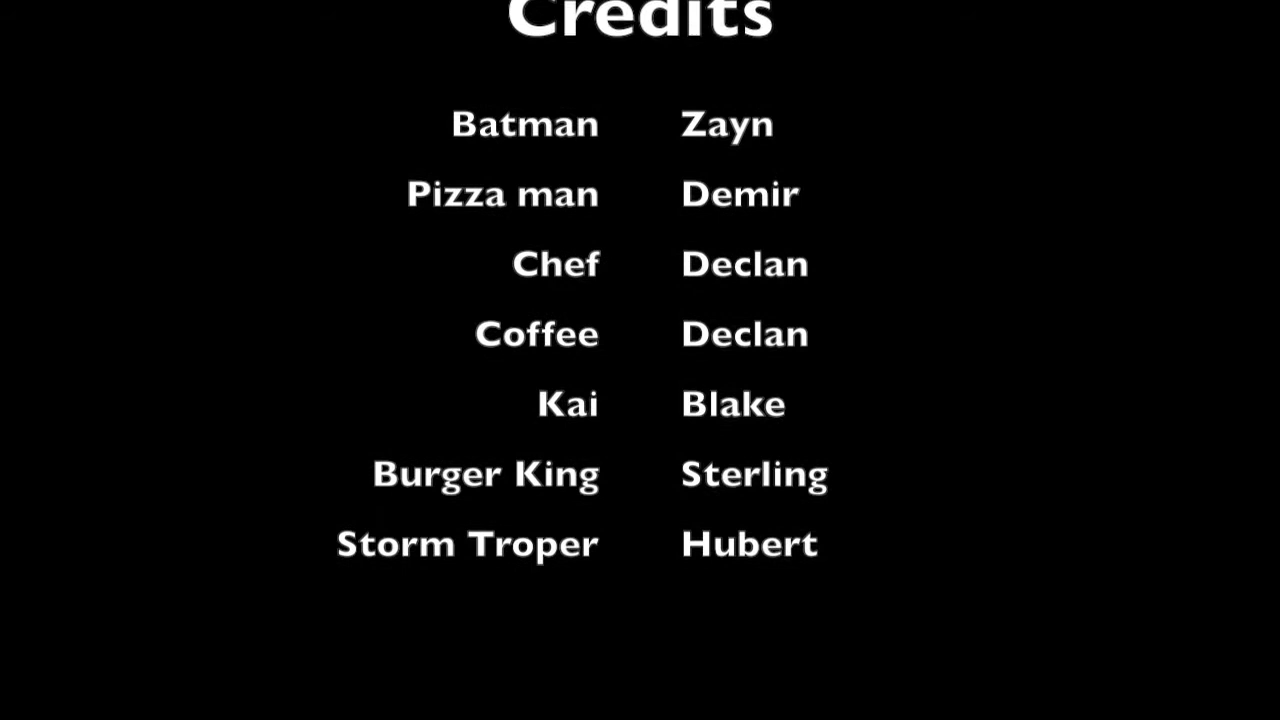 Credits
Batman Zayn
Pizza man Demir
Chef Declan
Coffee Declan
Kai Blake
Burger King Sterling
Storm Troper Hubert